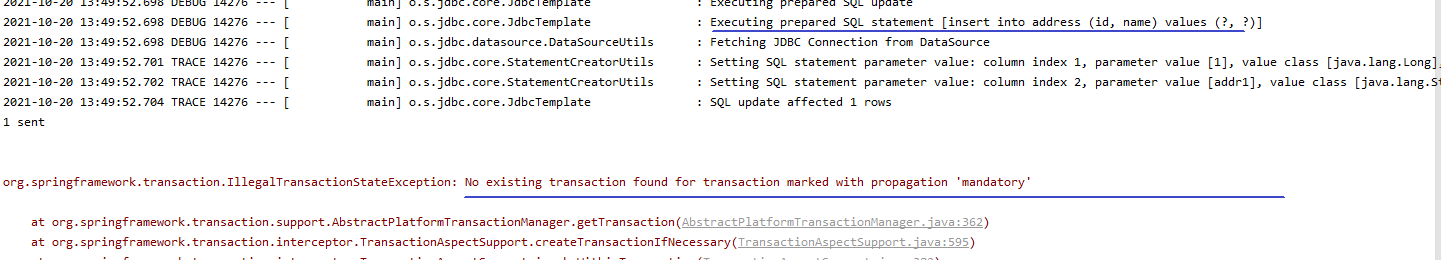 2021-10-20 13:49:52.698 DEBUG 14276 --- [           main] o.s.jdbc.core.JdbcTemplate               : Executing prepared SQL update
2021-10-20 13:49:52.698 DEBUG 14276 --- [           main] o.s.jdbc.core.JdbcTemplate               : Executing prepared SQL statement [insert into address (id, name) values (?, ?)]
2021-10-20 13:49:52.698 DEBUG 14276 --- [           main] o.s.jdbc.datasource.DataSourceUtils      : Fetching JDBC Connection from DataSource
2021-10-20 13:49:52.701 TRACE 14276 --- [           main] o.s.jdbc.core.StatementCreatorUtils      : Setting SQL statement parameter value: column index 1, parameter value [1], value class [java.lang.Long],
2021-10-20 13:49:52.702 TRACE 14276 --- [           main] o.s.jdbc.core.StatementCreatorUtils      : Setting SQL statement parameter value: column index 2, parameter value [addr1], value class [java.lang.St
2021-10-20 13:49:52.704 TRACE 14276 --- [           main] o.s.jdbc.core.JdbcTemplate               : SQL update affected 1 rows
1 sent
org.springframework.transaction.IllegalTransactionStateException: No existing transaction found for transaction marked with propagation 'mandatory'
at org.springframework.transaction.support.AbstractPlatformTransactionManager.getTransaction(AbstractPlatformTransactionManager.java:362)
at org.springframework.transaction.interceptor.TransactionAspectSupport.createTransactionIfNecessary(TransactionAspectSupport.java:595)